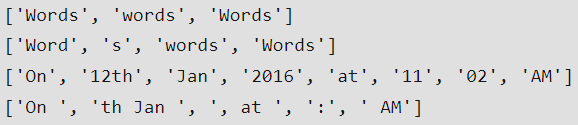 ['Words', 'words', 'Words']
['Word', 's', 'words', 'Words']
['On', '12th', 'Jan', '2016', 'at', '11', '02', 'AM']
['On ', 'th Jan ', ', at ', ':', ' AM']